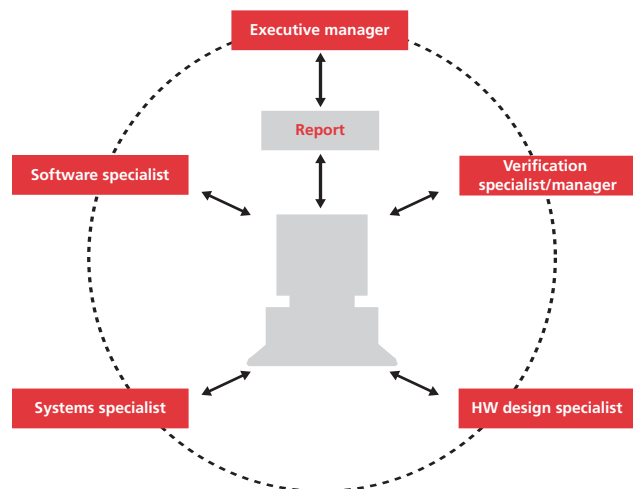 Executive manager
Report
Software specialist
Verification
specialist/manager
Systems specialist
HW design specialist